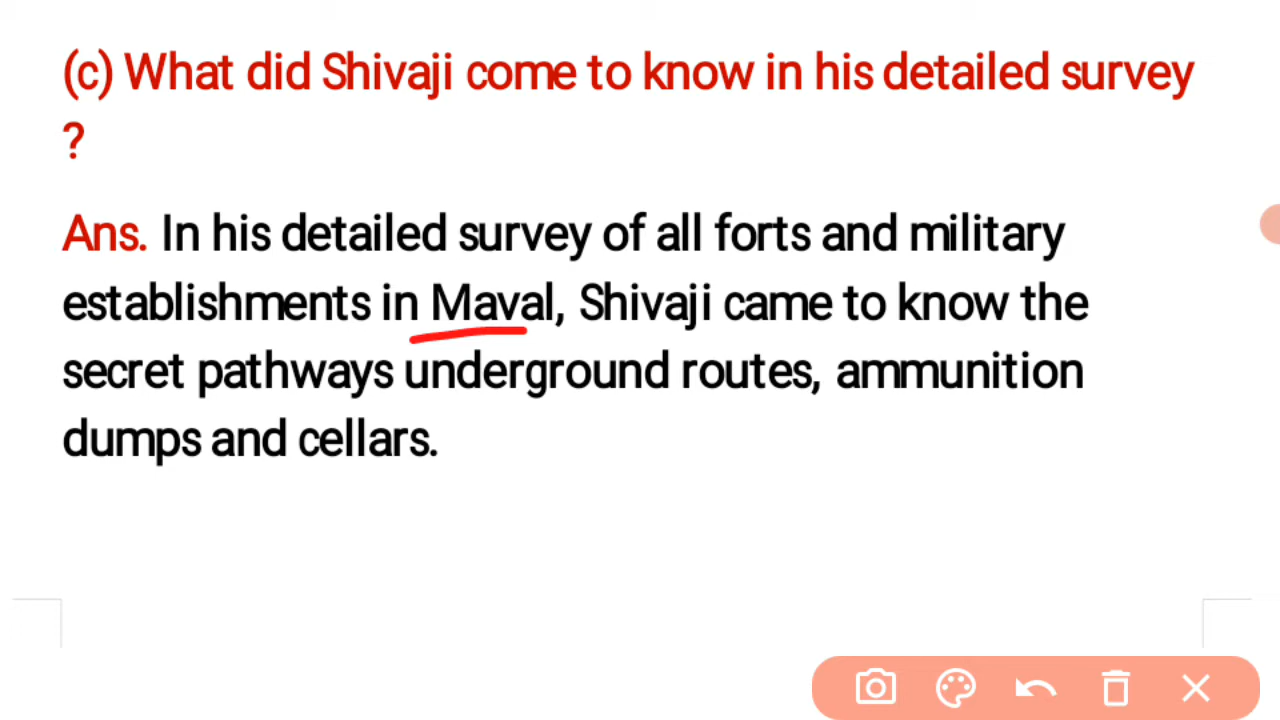 (c) What did Shivaji come to know in his detailed survey
?
Ans. In his detailed survey of all forts and military
establishments in Maval, Shivaji came to know the
secret pathways underground routes, ammunition
dumps and cellars.